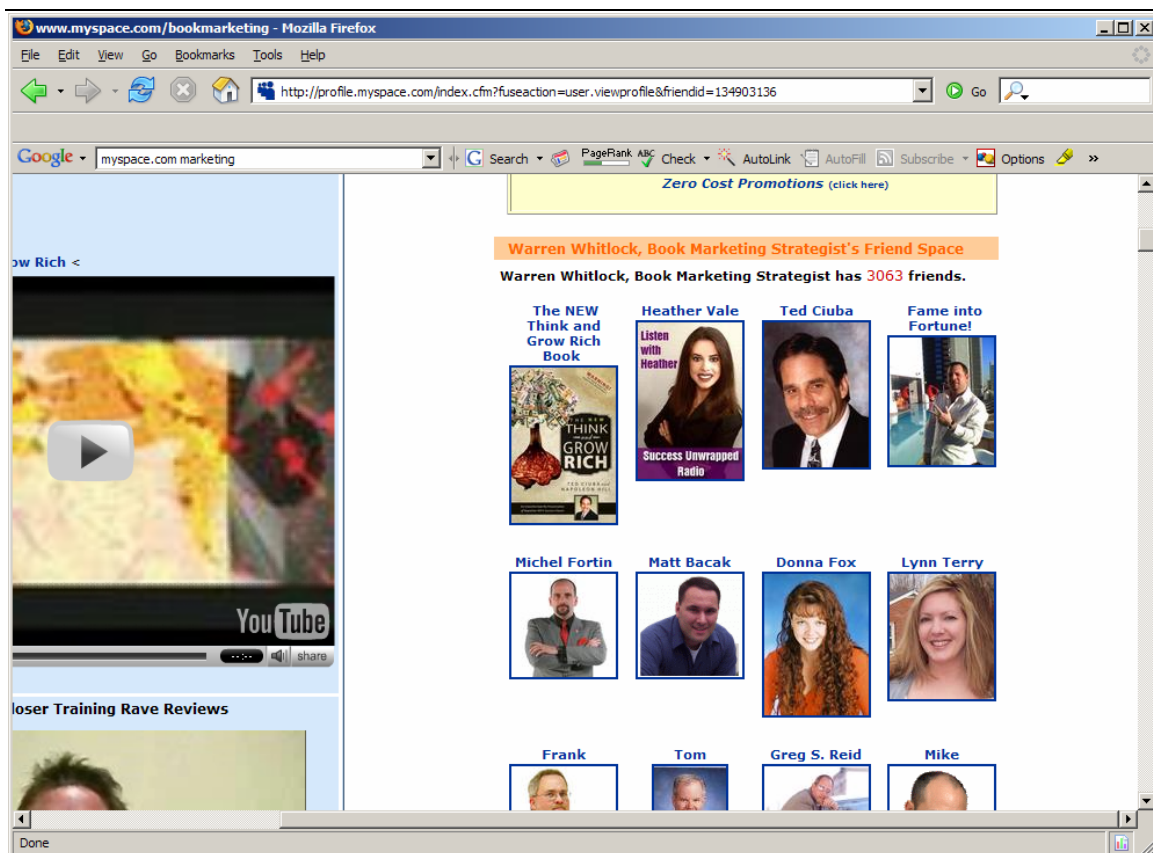 www.myspace.com/bookmarketing - Mozilla Firefox
File Edit View Go Bookmarks Tools Help
http://profile.myspace.com/index.cfm?fuseaction=user.viewprofile&friendid=134903136
Go
Google myspace.com marketing
G Search PageRank ABC Check AutoLink AutoFill Subscribe Options »
Zero Cost Promotions (click here)
Warren Whitlock, Book Marketing Strategist's Friend Space
Warren Whitlock, Book Marketing Strategist has 3063 friends.
ow Rich <
YouTube
--:-- share
loser Training Rave Reviews
The NEW
Think and
Grow Rich
Book
WARNING!
THE NEW
THINK
and
GROW
RICH
TED CIUBA and
NAPOLEON HILL
Heather Vale
Listen
with
Heather
Success Unwrapped
Radio
Ted Ciuba
Fame into
Fortune!
Michel Fortin
Matt Bacak
Donna Fox
Lynn Terry
Frank
Tom
Greg S. Reid
Mike
Done